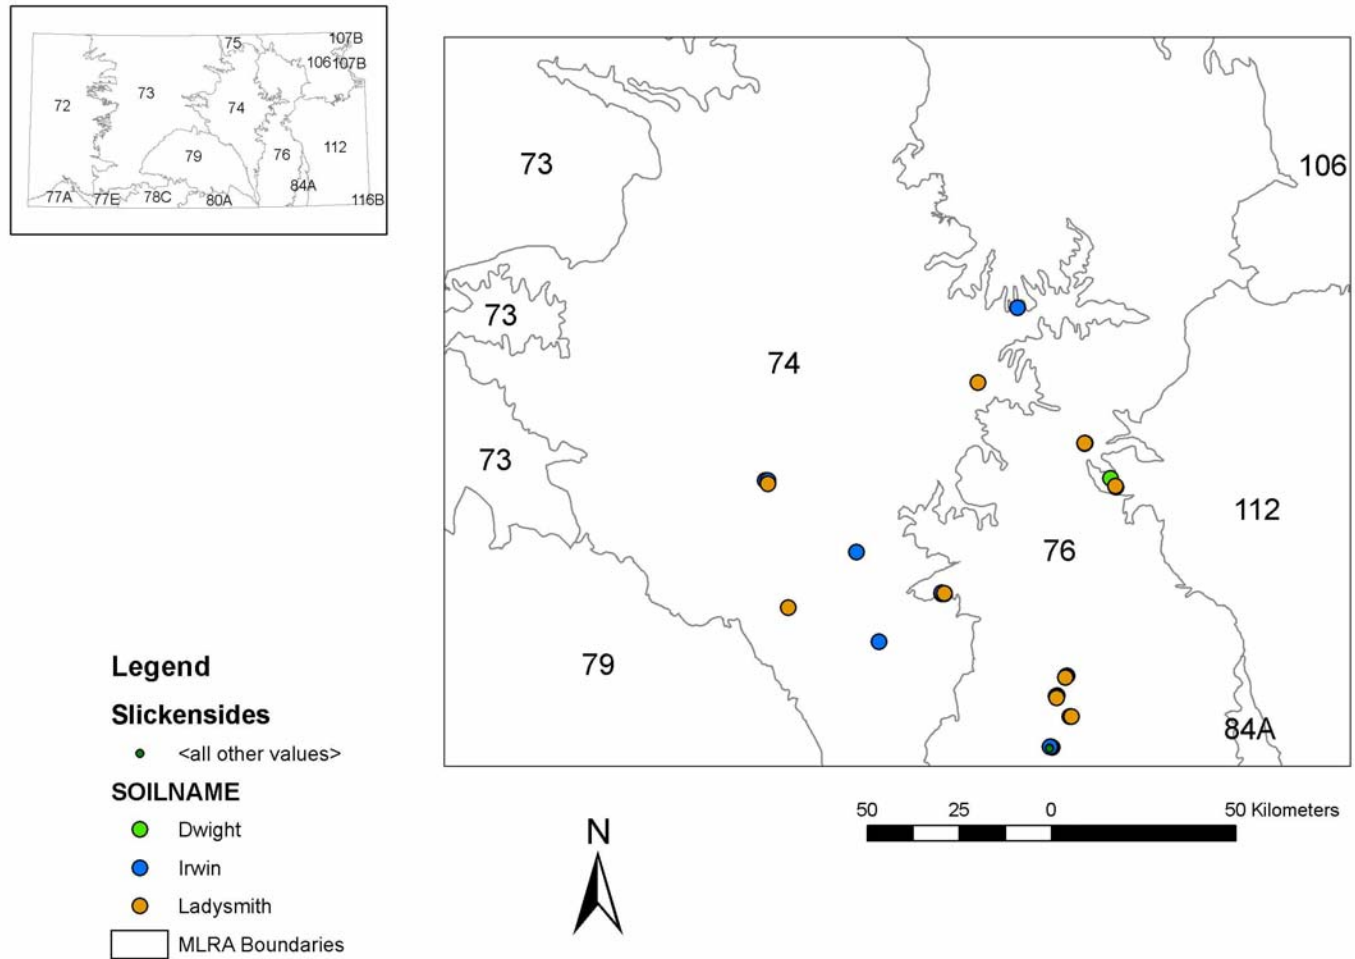 107B
75
106 107B
73
72
74
79
76
112
84A
77A
77E
78C
80A
116B
73
106
73
74
73
112
76
79
84A
Legend
Slickensides
<all other values>
SOILNAME
Dwight
Irwin
Ladysmith
MLRA Boundaries
50 25 0 50 Kilometers
N